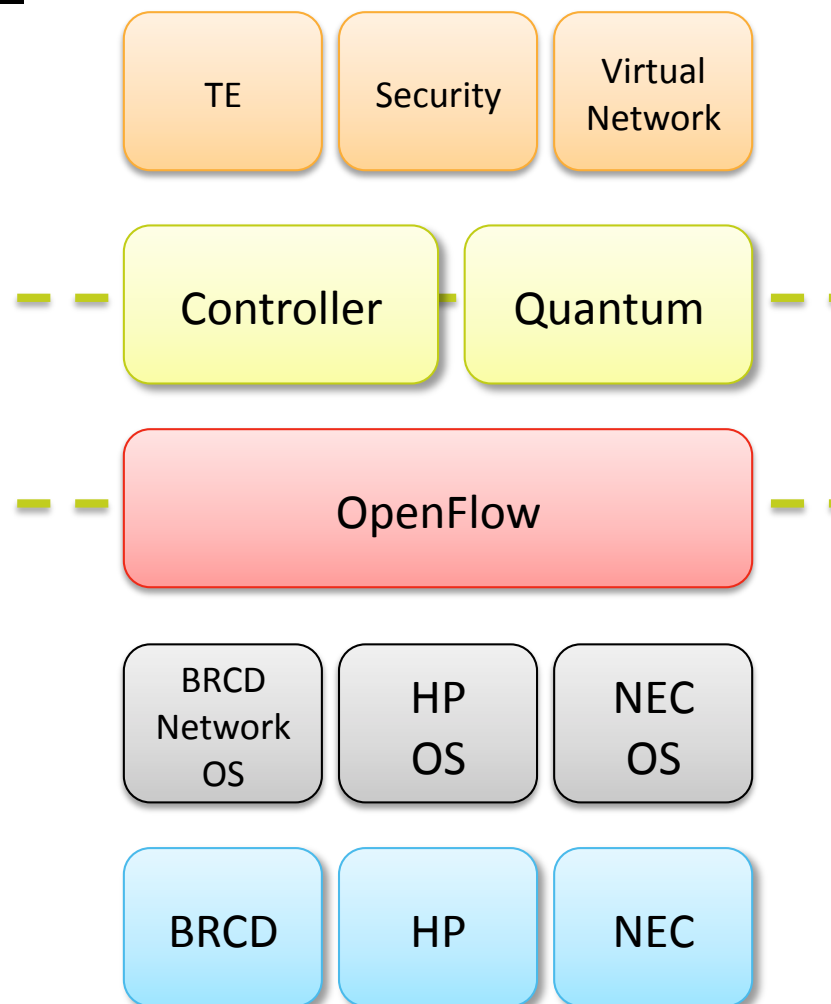 TE
Security
Virtual
Network
Controller
Quantum
OpenFlow
BRCD
Network
OS
HP
OS
NEC
OS
BRCD
HP
NEC